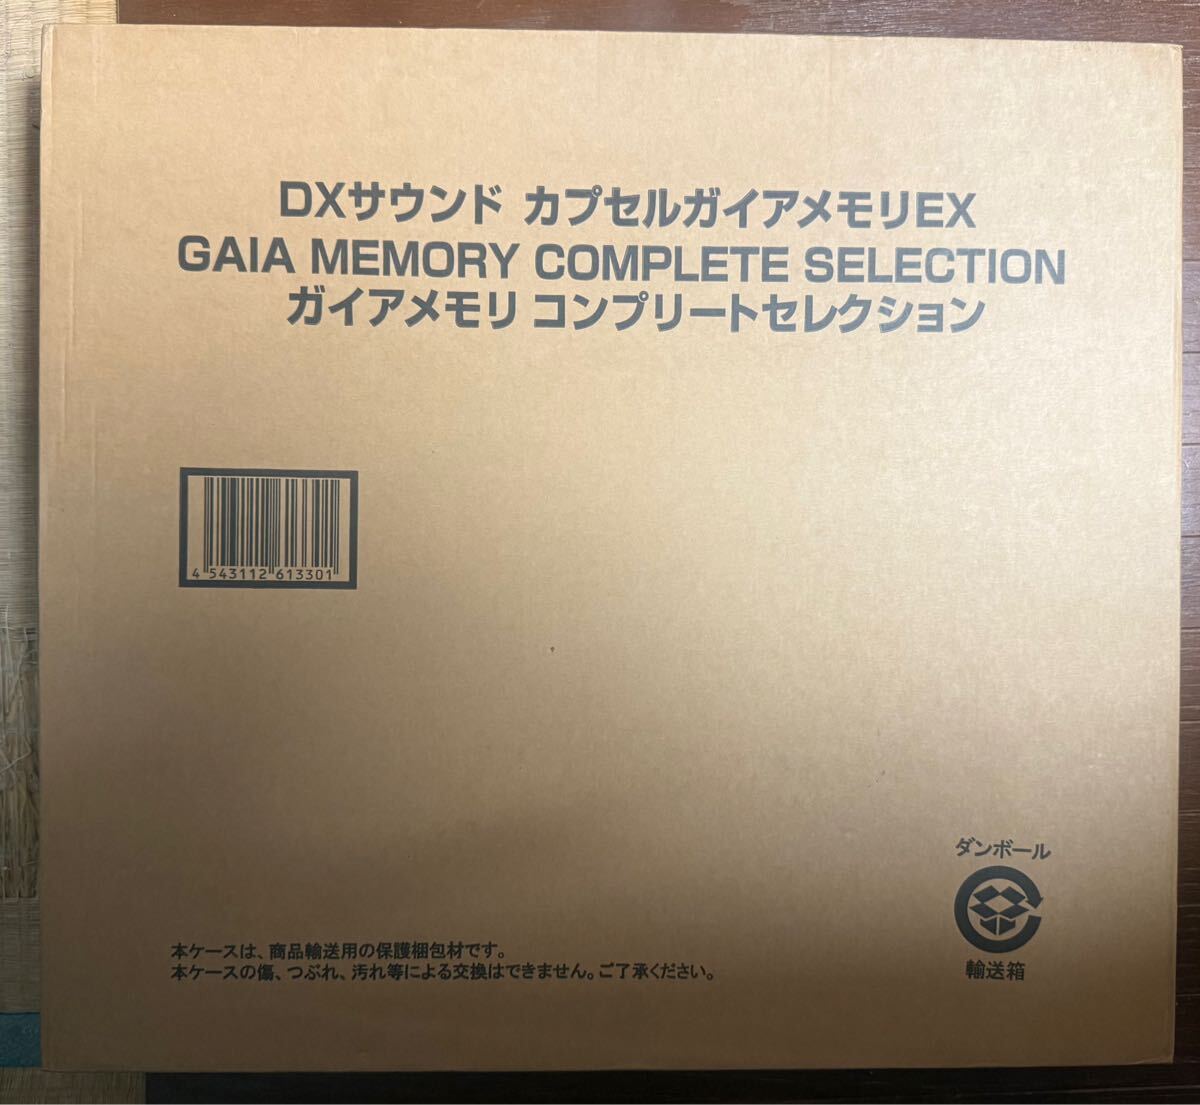 DXサウンド カプセルガイアメモリEX
GAIA MEMORY COMPLETE SELECTION
ガイアメモリ コンプリートセレクション
4 543112 613301
ダンボール
輸送箱
本ケースは、商品輸送用の保護梱包材です。
本ケースの傷、つぶれ、汚れ等による交換はできません。ご了承ください。